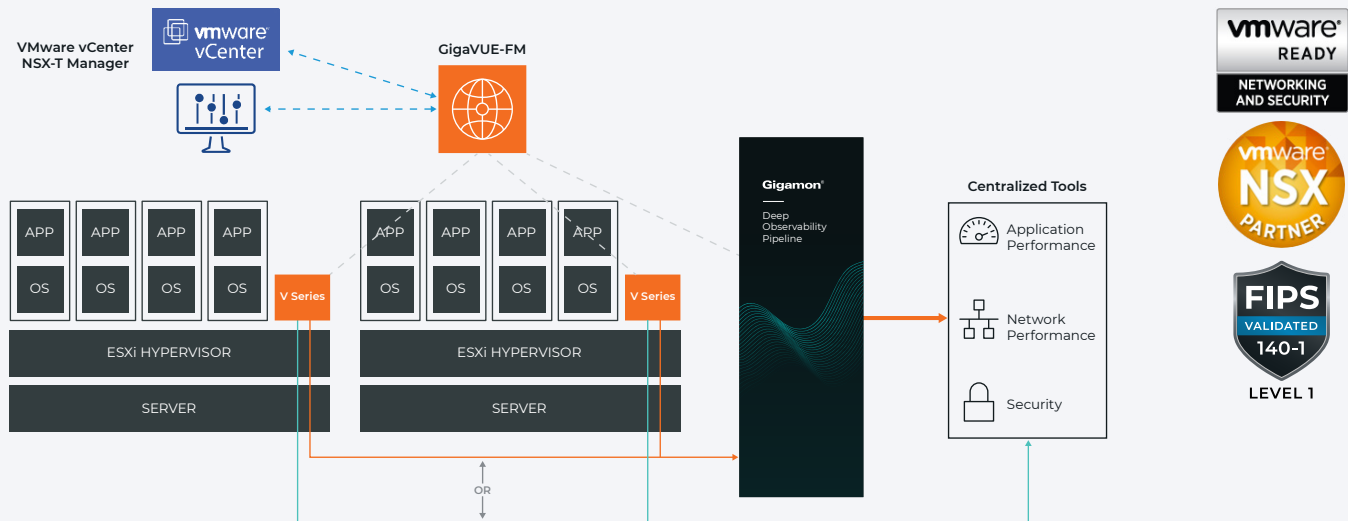 VMware vCenter
NSX-T Manager
vmware®
vCenter
GigaVUE-FM
APP APP APP APP
OS OS OS OS
V Series
ESXi HYPERVISOR
SERVER
APP APP APP APP
OS OS OS OS
V Series
ESXi HYPERVISOR
SERVER
OR
Gigamon®
Deep
Observability
Pipeline
Centralized Tools
Application
Performance
Network
Performance
Security
vmware®
READY
NETWORKING
AND SECURITY
vmware®
NSX
PARTNER
FIPS
VALIDATED
140-1
LEVEL 1